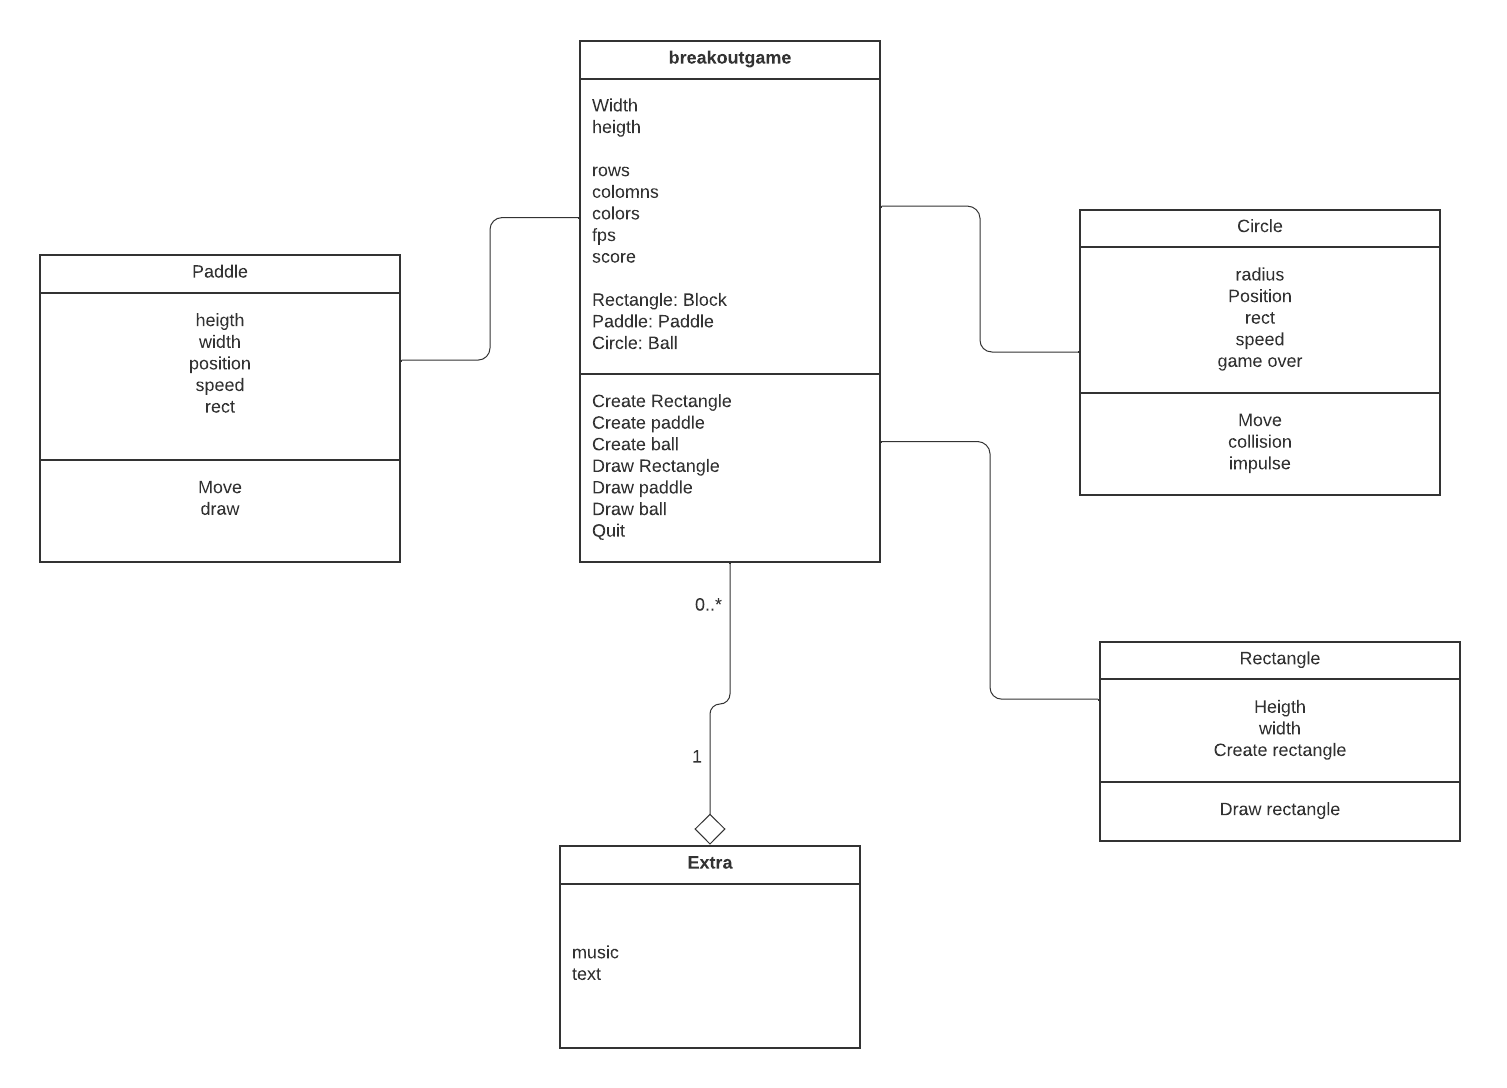 breakoutgame
Width
heigth
rows
colomns
colors
fps
score
Rectangle: Block
Paddle: Paddle
Circle: Ball
Create Rectangle
Create paddle
Create ball
Draw Rectangle
Draw paddle
Draw ball
Quit
Paddle
heigth
width
position
speed
rect
Move
draw
Circle
radius
Position
rect
speed
game over
Move
collision
impulse
0..*
1
Rectangle
Heigth
width
Create rectangle
Draw rectangle
Extra
music
text